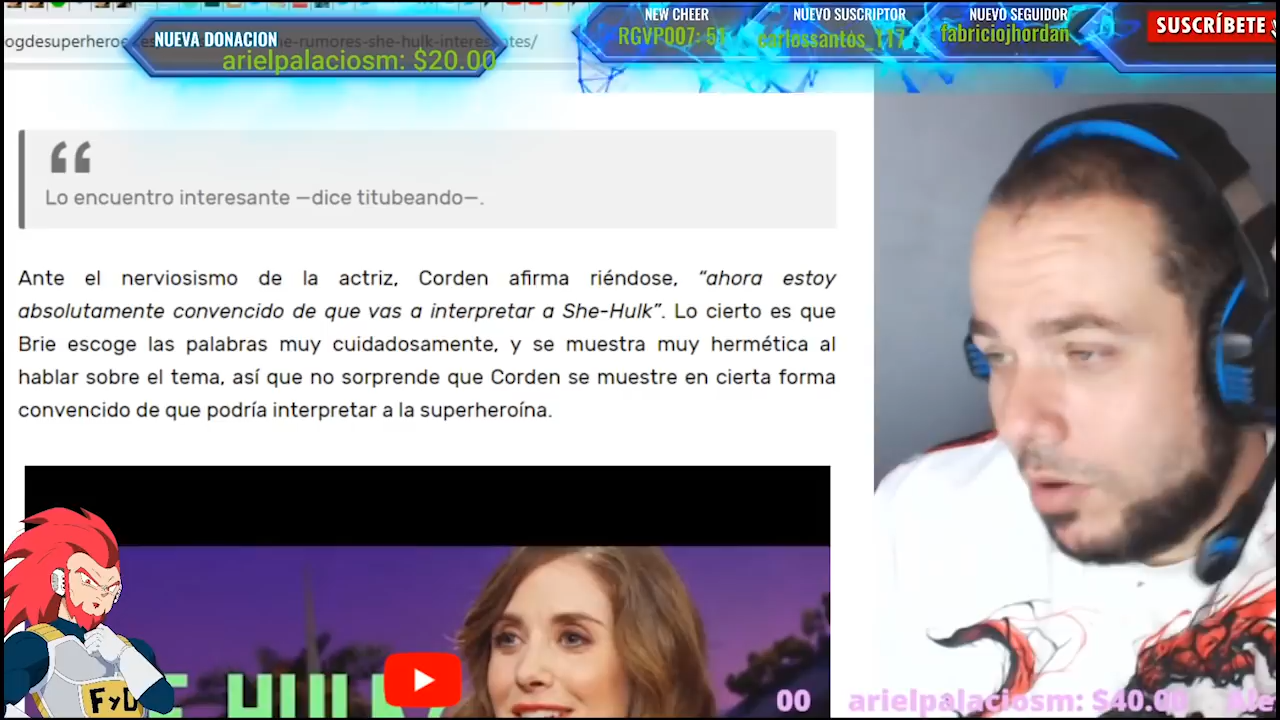 NEW CHEER
NUEVO SUSCRIPTOR
NUEVO SEGUIDOR
SUSCRÍBETE
NUEVA DONACION
RGVP007: 51
carlossantos_117
fabriciojhordan
arielpalaciosm: $20.00
“
Lo encuentro interesante —dice titubeando—.
Ante el nerviosismo de la actriz, Corden afirma riéndose, “ahora estoy
absolutamente convencido de que vas a interpretar a She-Hulk”. Lo cierto es que
Brie escoge las palabras muy cuidadosamente, y se muestra muy hermética al
hablar sobre el tema, así que no sorprende que Corden se muestre en cierta forma
convencido de que podría interpretar a la superheroína.
FyD
00 arielpalaciosm: $40.00